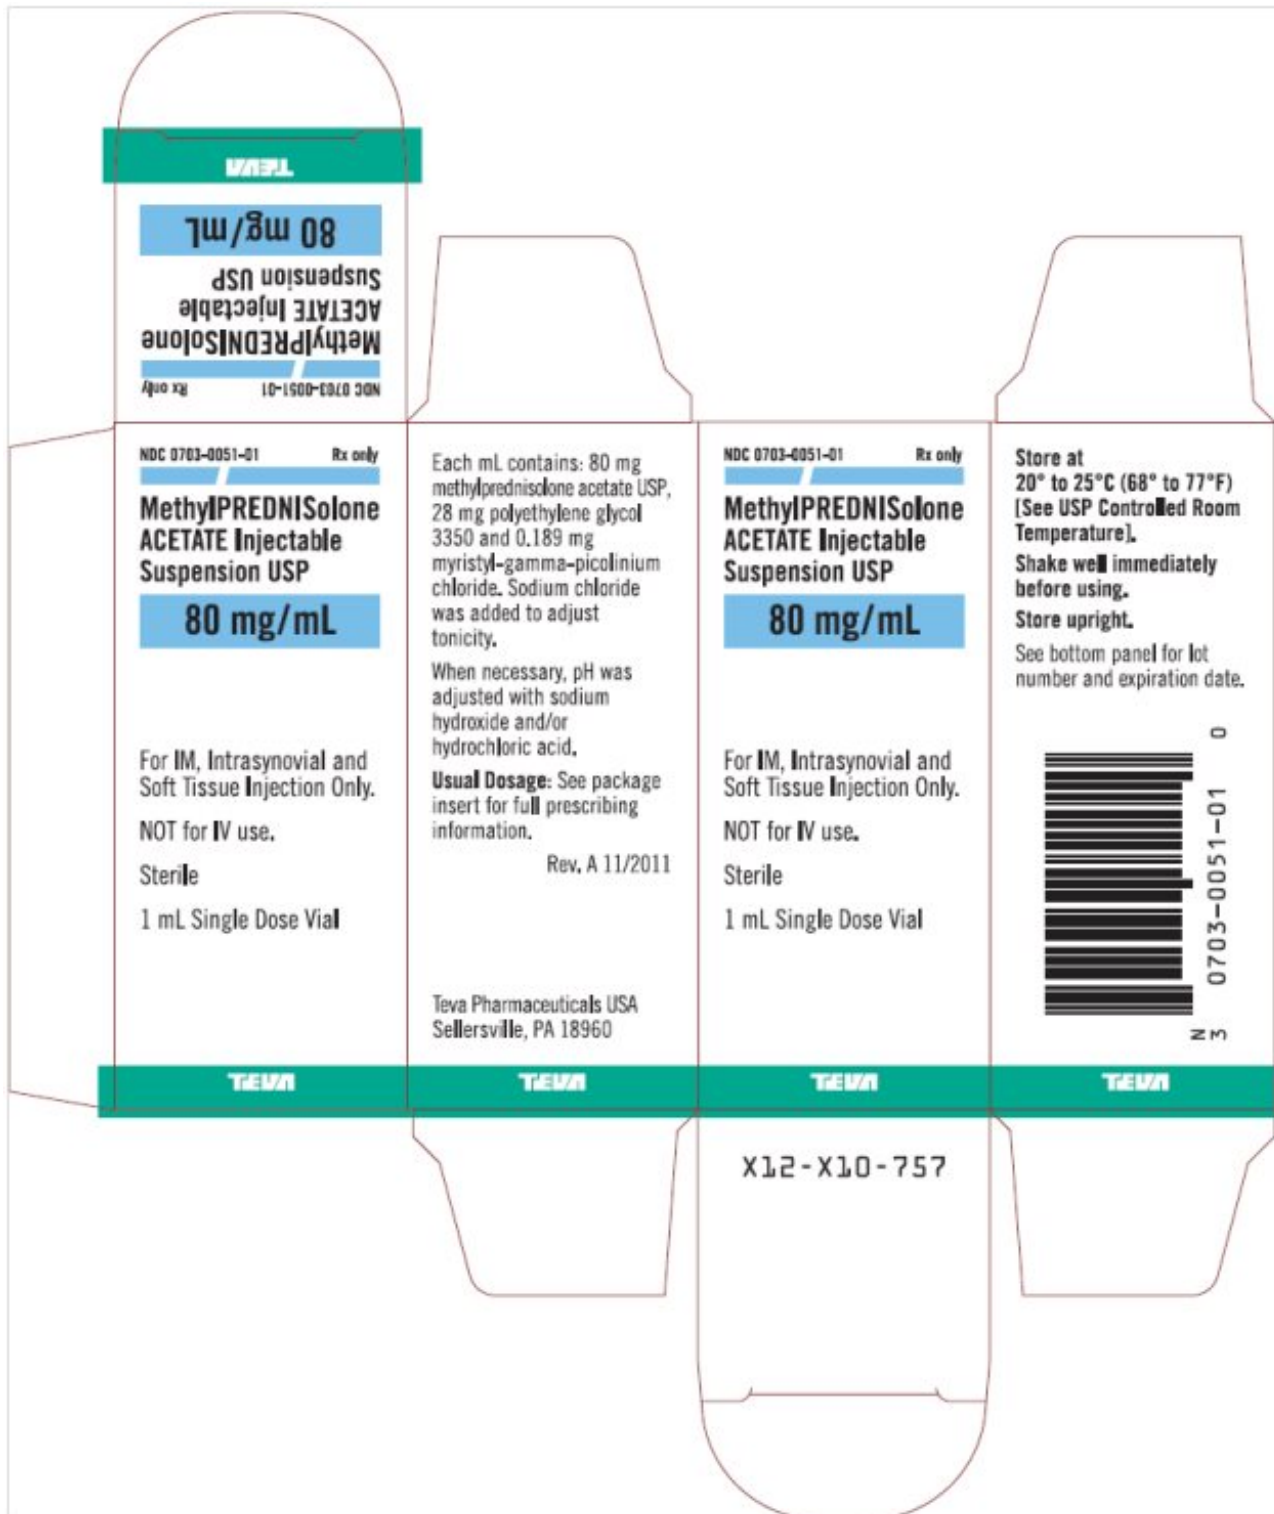 TEVA
80 mg/mL
Suspension USP
ACETATE Injectable
MethylPREDNISolone
NDC 0703-0051-01 Rx only
NDC 0703-0051-01 Rx only
MethylPREDNISolone
ACETATE Injectable
Suspension USP
80 mg/mL
For IM, Intrasynovial and
Soft Tissue Injection Only.
NOT for IV use.
Sterile
1 mL Single Dose Vial
TEVA
Each mL contains: 80 mg
methylprednisolone acetate USP,
28 mg polyethylene glycol
3350 and 0.189 mg
myristyl-gamma-picolinium
chloride. Sodium chloride
was added to adjust
tonicity.
When necessary, pH was
adjusted with sodium
hydroxide and/or
hydrochloric acid.
Usual Dosage: See package
insert for full prescribing
information.
Rev. A 11/2011
Teva Pharmaceuticals USA
Sellersville, PA 18960
TEVA
NDC 0703-0051-01 Rx only
MethylPREDNISolone
ACETATE Injectable
Suspension USP
80 mg/mL
For IM, Intrasynovial and
Soft Tissue Injection Only.
NOT for IV use.
Sterile
1 mL Single Dose Vial
TEVA
X12-X10-757
Store at
20° to 25°C (68° to 77°F)
[See USP Controlled Room
Temperature].
Shake well immediately
before using.
Store upright.
See bottom panel for lot
number and expiration date.
N
3 0703-0051-01 0
TEVA